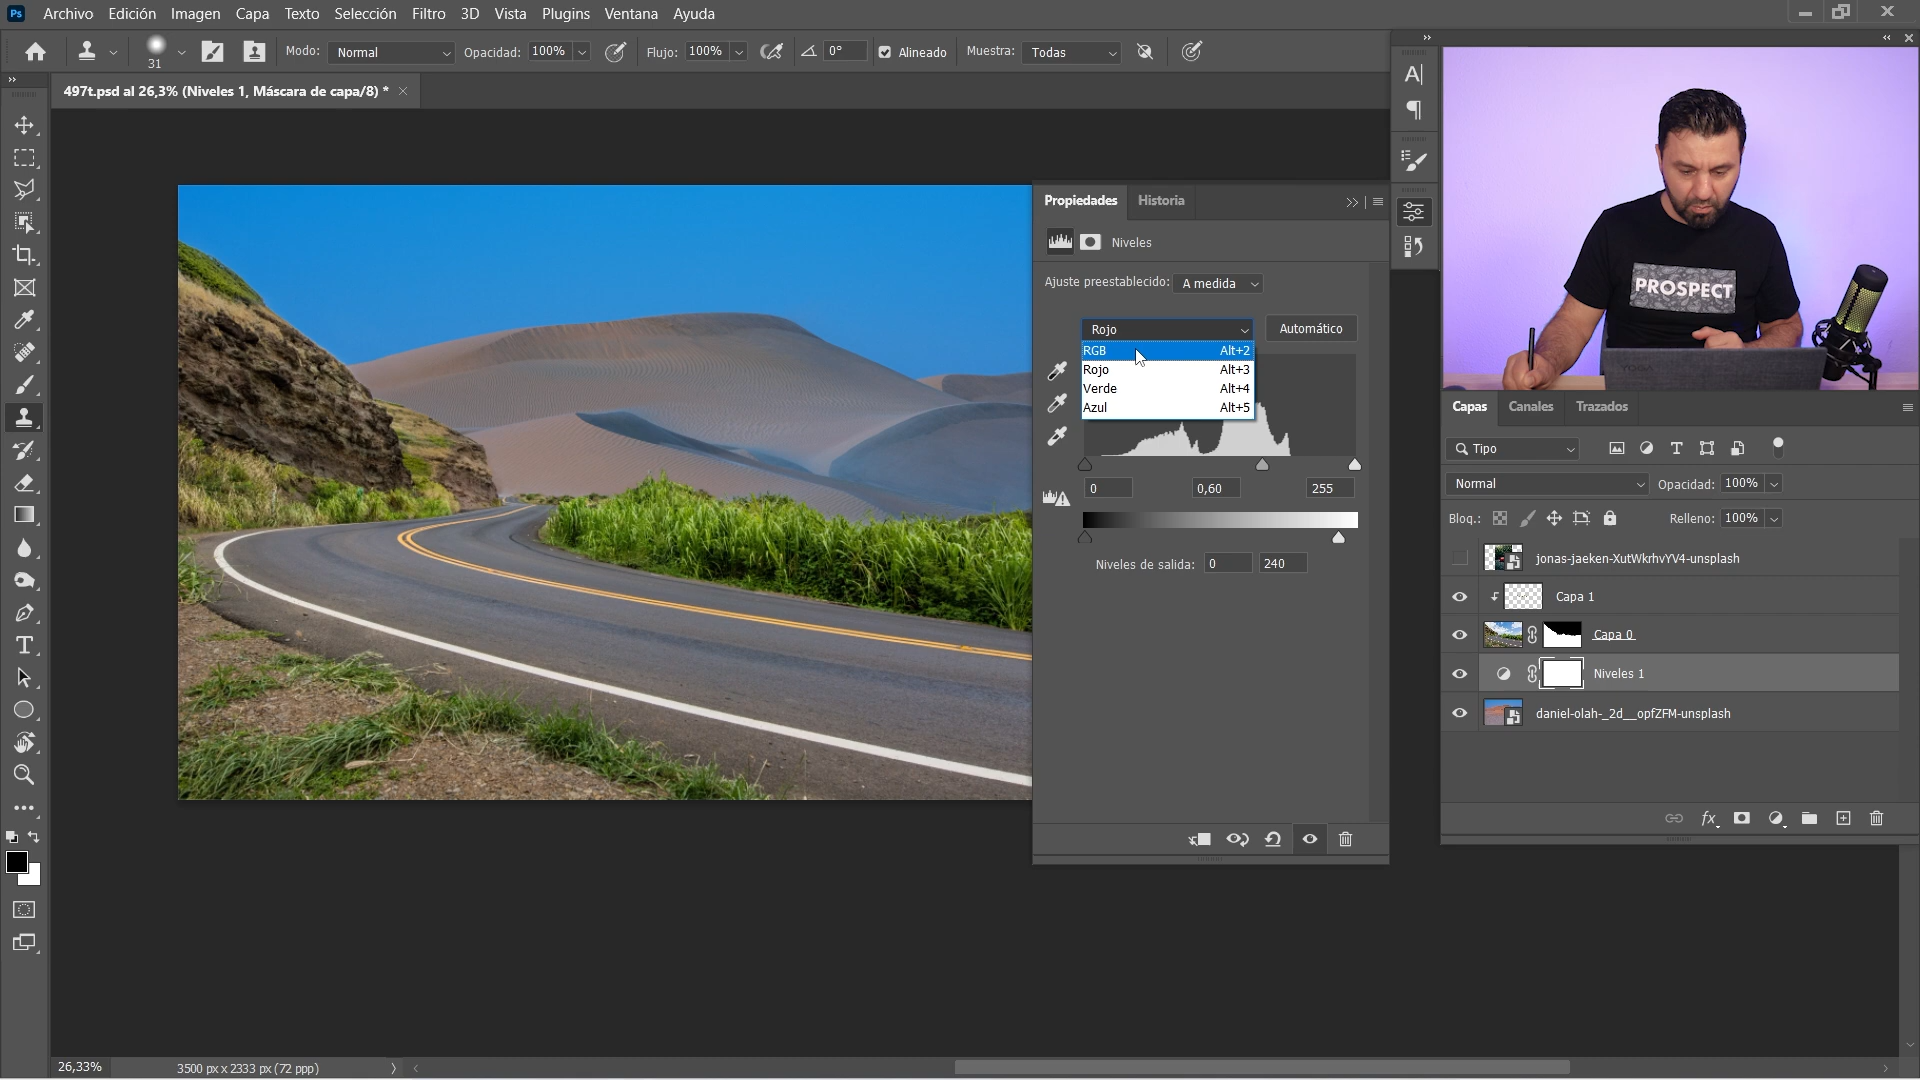 Ps Archivo Edición Imagen Capa Texto Selección Filtro 3D Vista Plugins Ventana Ayuda
31 Modo: Normal Opacidad: 100% Flujo: 100% 0° Alineado Muestra: Todas
497t.psd al 26,3% (Niveles 1, Máscara de capa/8) *
Propiedades Historia
Niveles
Ajuste preestablecido: A medida
Rojo Automático
RGB Alt+2
Rojo Alt+3
Verde Alt+4
Azul Alt+5
0 0,60 255
Niveles de salida: 0 240
PROSPECT
YOGA
Capas Canales Trazados
Tipo
Normal Opacidad: 100%
Bloq.: Relleno: 100%
jonas-jaeken-XutWkrhvYV4-unsplash
Capa 1
Capa 0
Niveles 1
daniel-olah-_2d__opfZFM-unsplash
fx
26,33% 3500 px x 2333 px (72 ppp)